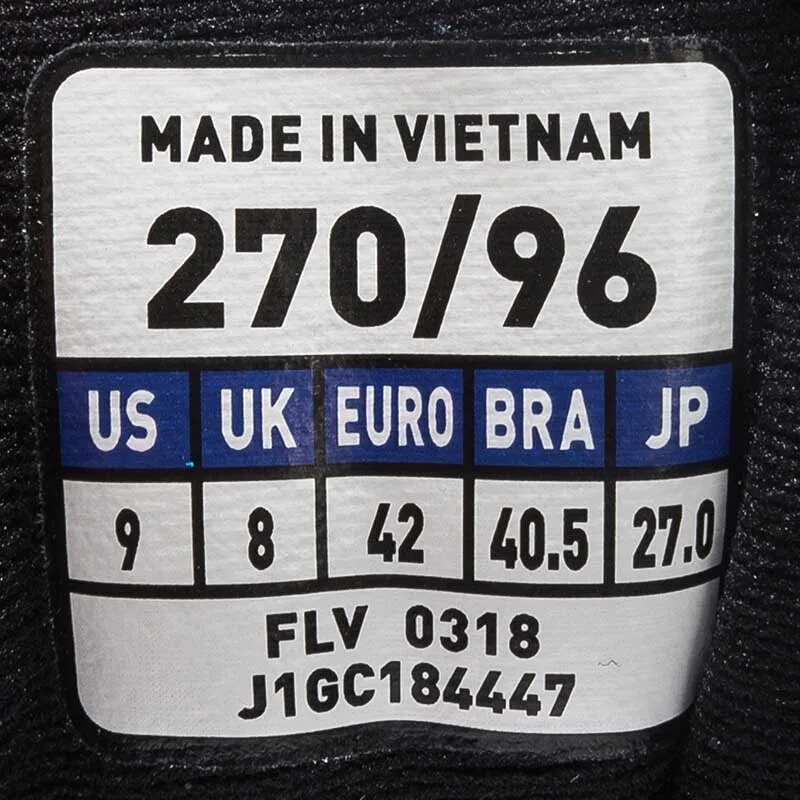 MADE IN VIETNAM
270/96
US UK EURO BRA JP
9 8 42 40.5 27.0
FLV 0318
J1GC184447